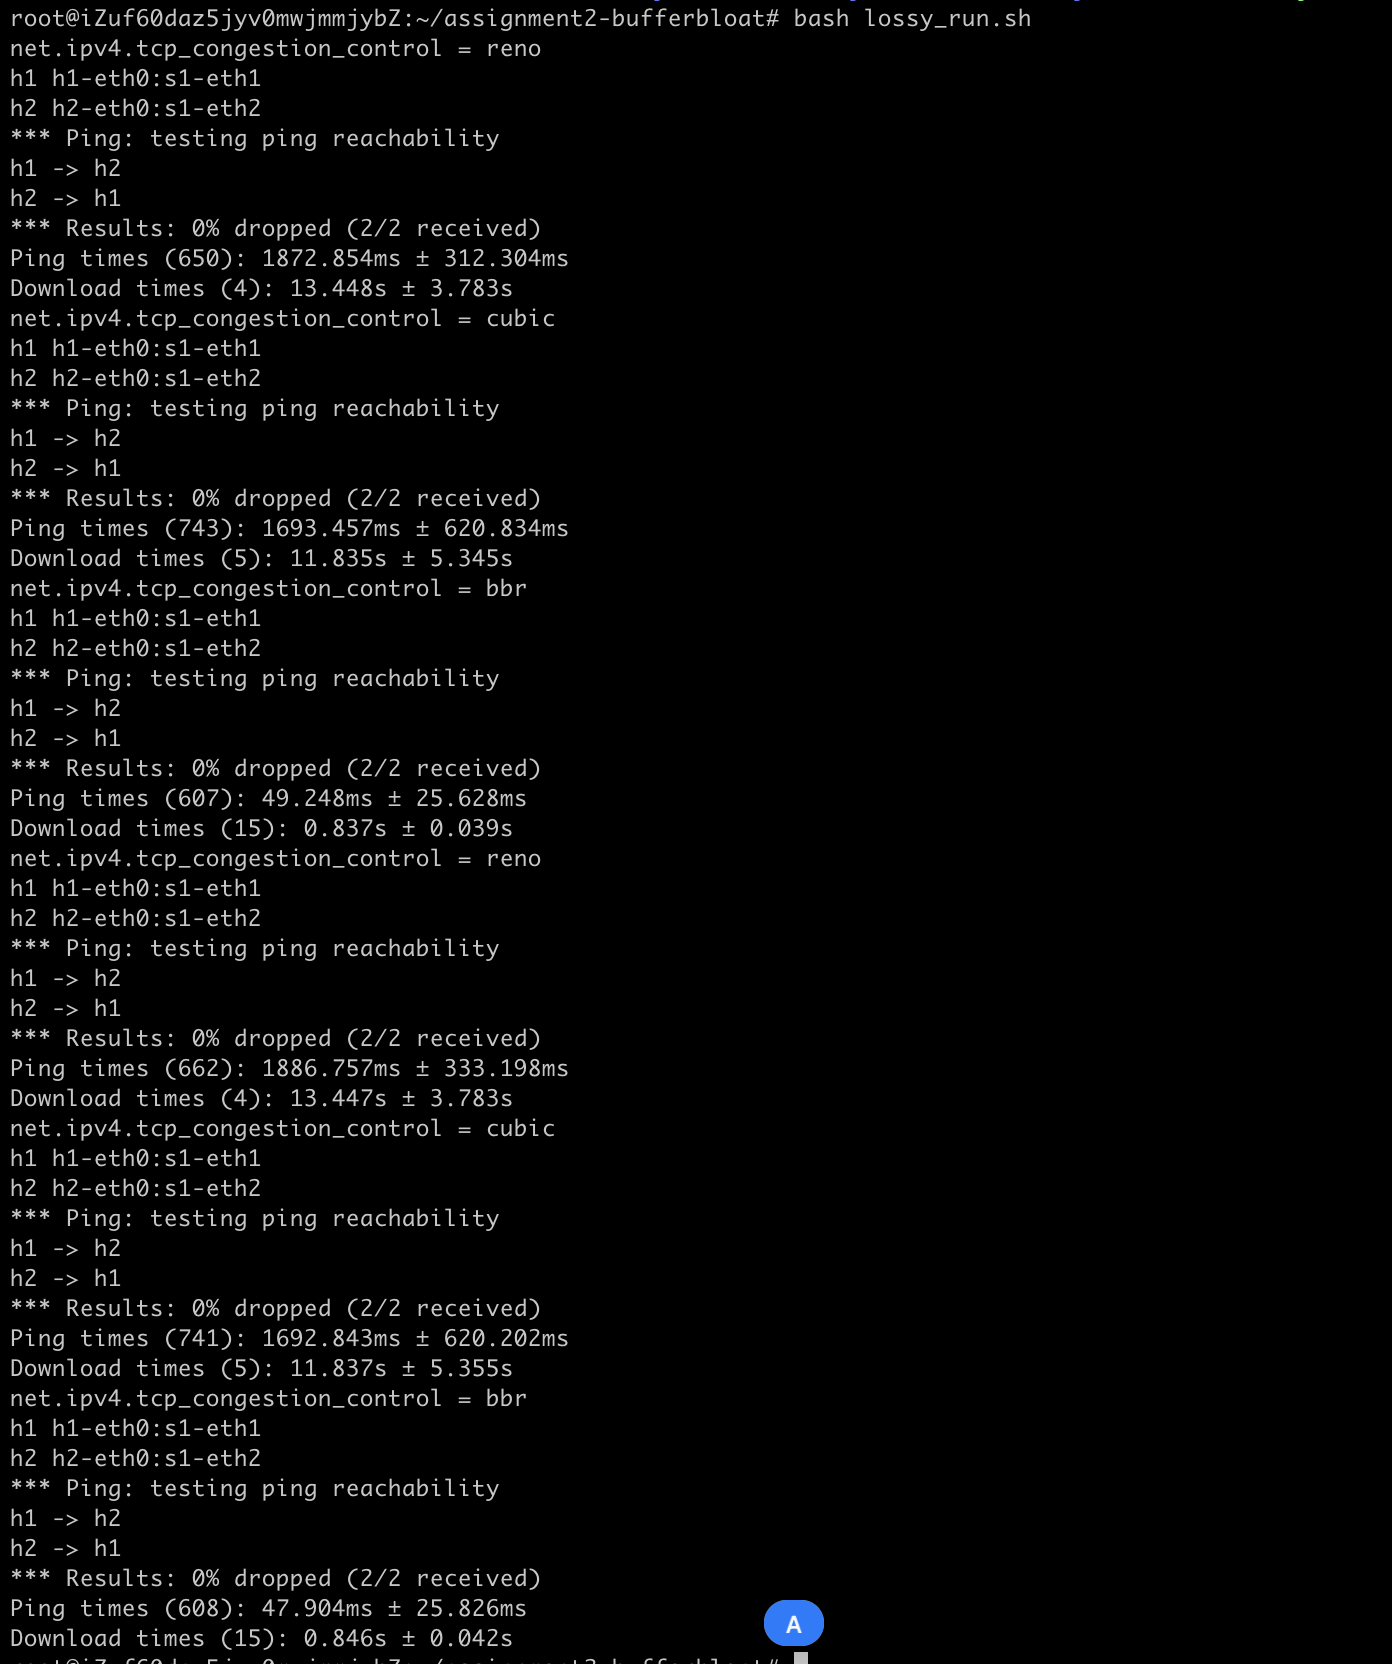 root@iZuf60daz5jyv0mwjmmjybZ:~/assignment2-bufferbloat# bash lossy_run.sh
net.ipv4.tcp_congestion_control = reno
h1 h1-eth0:s1-eth1
h2 h2-eth0:s1-eth2
*** Ping: testing ping reachability
h1 -> h2
h2 -> h1
*** Results: 0% dropped (2/2 received)
Ping times (650): 1872.854ms ± 312.304ms
Download times (4): 13.448s ± 3.783s
net.ipv4.tcp_congestion_control = cubic
h1 h1-eth0:s1-eth1
h2 h2-eth0:s1-eth2
*** Ping: testing ping reachability
h1 -> h2
h2 -> h1
*** Results: 0% dropped (2/2 received)
Ping times (743): 1693.457ms ± 620.834ms
Download times (5): 11.835s ± 5.345s
net.ipv4.tcp_congestion_control = bbr
h1 h1-eth0:s1-eth1
h2 h2-eth0:s1-eth2
*** Ping: testing ping reachability
h1 -> h2
h2 -> h1
*** Results: 0% dropped (2/2 received)
Ping times (607): 49.248ms ± 25.628ms
Download times (15): 0.837s ± 0.039s
net.ipv4.tcp_congestion_control = reno
h1 h1-eth0:s1-eth1
h2 h2-eth0:s1-eth2
*** Ping: testing ping reachability
h1 -> h2
h2 -> h1
*** Results: 0% dropped (2/2 received)
Ping times (662): 1886.757ms ± 333.198ms
Download times (4): 13.447s ± 3.783s
net.ipv4.tcp_congestion_control = cubic
h1 h1-eth0:s1-eth1
h2 h2-eth0:s1-eth2
*** Ping: testing ping reachability
h1 -> h2
h2 -> h1
*** Results: 0% dropped (2/2 received)
Ping times (741): 1692.843ms ± 620.202ms
Download times (5): 11.837s ± 5.355s
net.ipv4.tcp_congestion_control = bbr
h1 h1-eth0:s1-eth1
h2 h2-eth0:s1-eth2
*** Ping: testing ping reachability
h1 -> h2
h2 -> h1
*** Results: 0% dropped (2/2 received)
Ping times (608): 47.904ms ± 25.826ms
A
Download times (15): 0.846s ± 0.042s